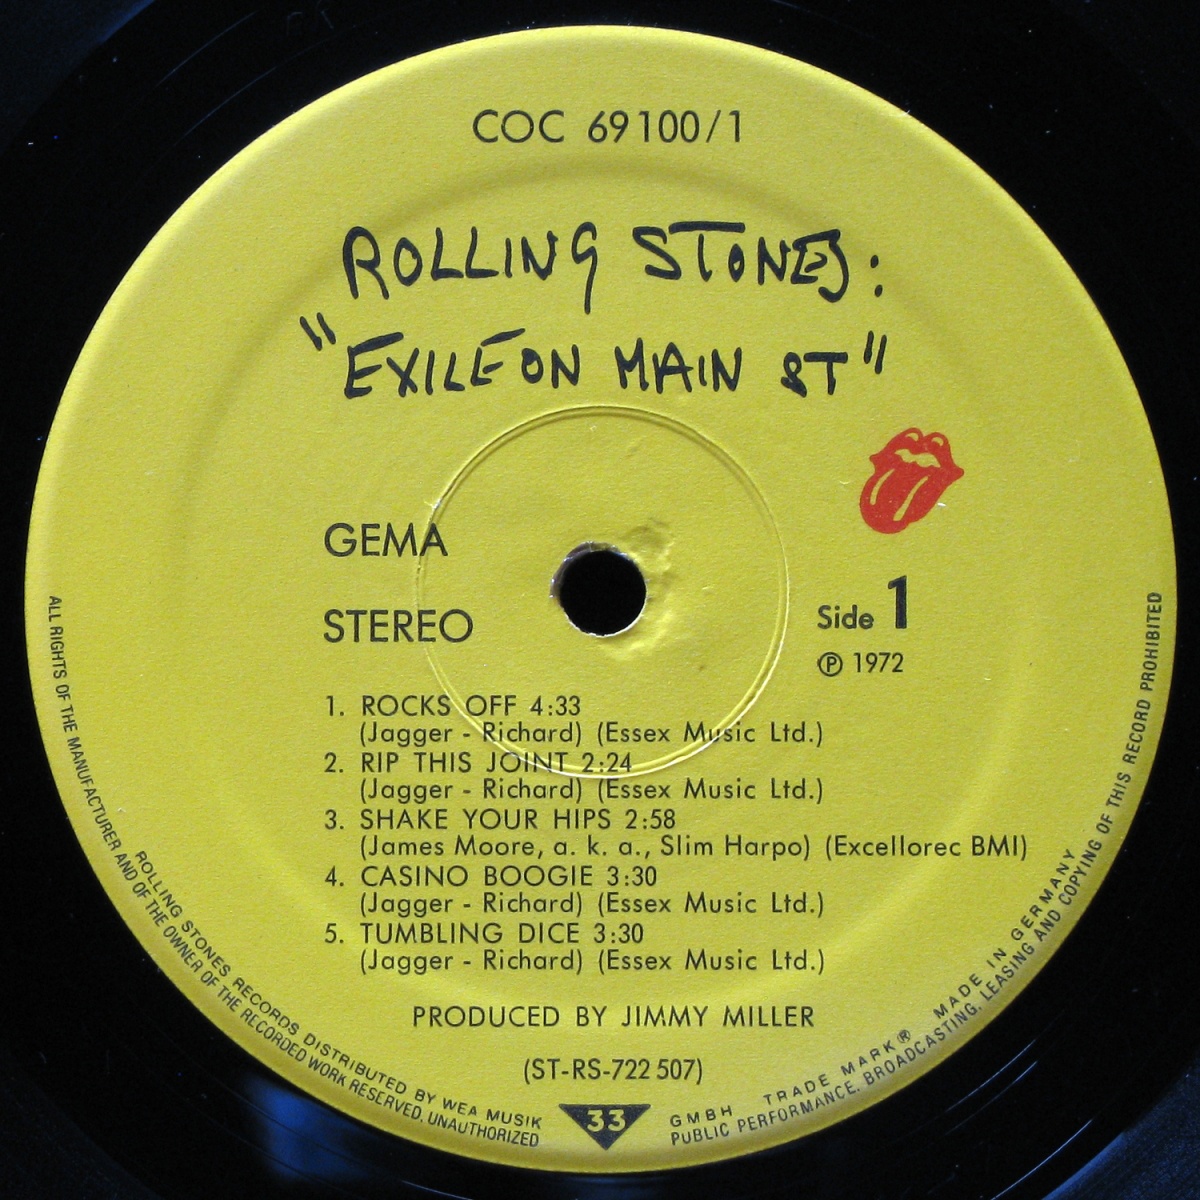 COC 69100/1
ROLLING STONES:
"EXILE ON MAIN ST"
GEMA
STEREO
Side 1
Ⓟ 1972
1. ROCKS OFF 4:33
(Jagger - Richard) (Essex Music Ltd.)
2. RIP THIS JOINT 2:24
(Jagger - Richard) (Essex Music Ltd.)
3. SHAKE YOUR HIPS 2:58
(James Moore, a. k. a., Slim Harpo) (Excellorec BMI)
4. CASINO BOOGIE 3:30
(Jagger - Richard) (Essex Music Ltd.)
5. TUMBLING DICE 3:30
(Jagger - Richard) (Essex Music Ltd.)
PRODUCED BY JIMMY MILLER
(ST-RS-722 507)
33
ROLLING STONES RECORDS DISTRIBUTED BY WEA MUSIK GMBH TRADE MARK® MADE IN GERMANY
ALL RIGHTS OF THE MANUFACTURER AND OF THE OWNER OF THE RECORDED WORK RESERVED. UNAUTHORIZED PUBLIC PERFORMANCE. BROADCASTING. LEASING AND COPYING OF THIS RECORD PROHIBITED